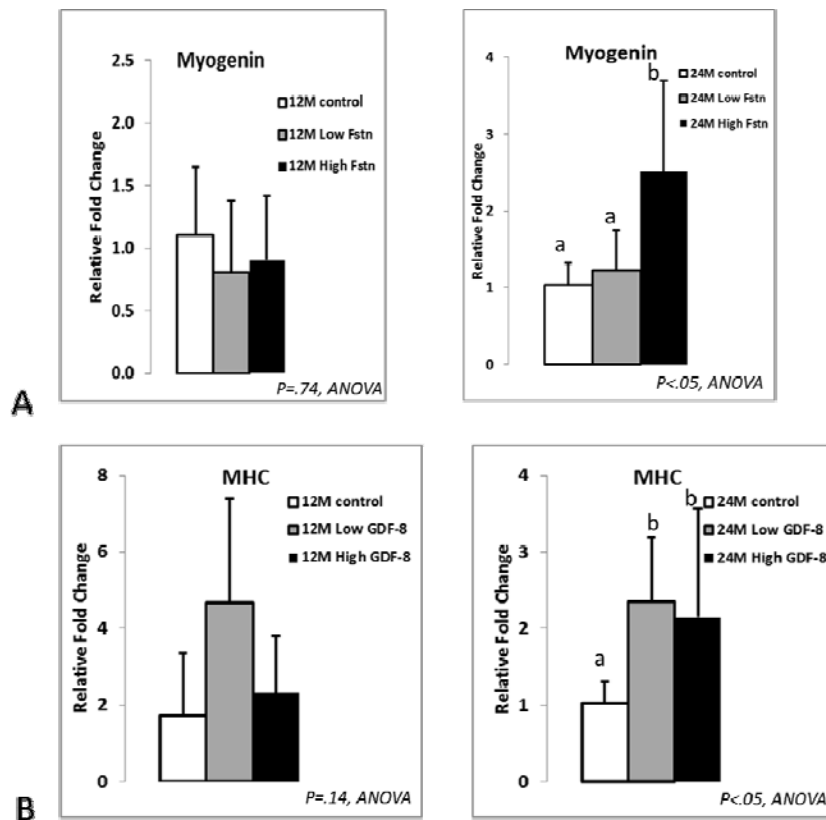 Myogenin
2.5
2.0
1.5
1.0
0.5
0.0
Relative Fold Change
12M control
12M Low Fstn
12M High Fstn
P=.74, ANOVA
A
Myogenin
4
3
2
1
0
Relative Fold Change
24M control
24M Low Fstn
24M High Fstn
a
a
b
P<.05, ANOVA
MHC
8
6
4
2
0
Relative Fold Change
12M control
12M Low GDF-8
12M High GDF-8
P=.14, ANOVA
B
MHC
4
3
2
1
0
Relative Fold Change
24M control
24M Low GDF-8
24M High GDF-8
a
b
b
P<.05, ANOVA